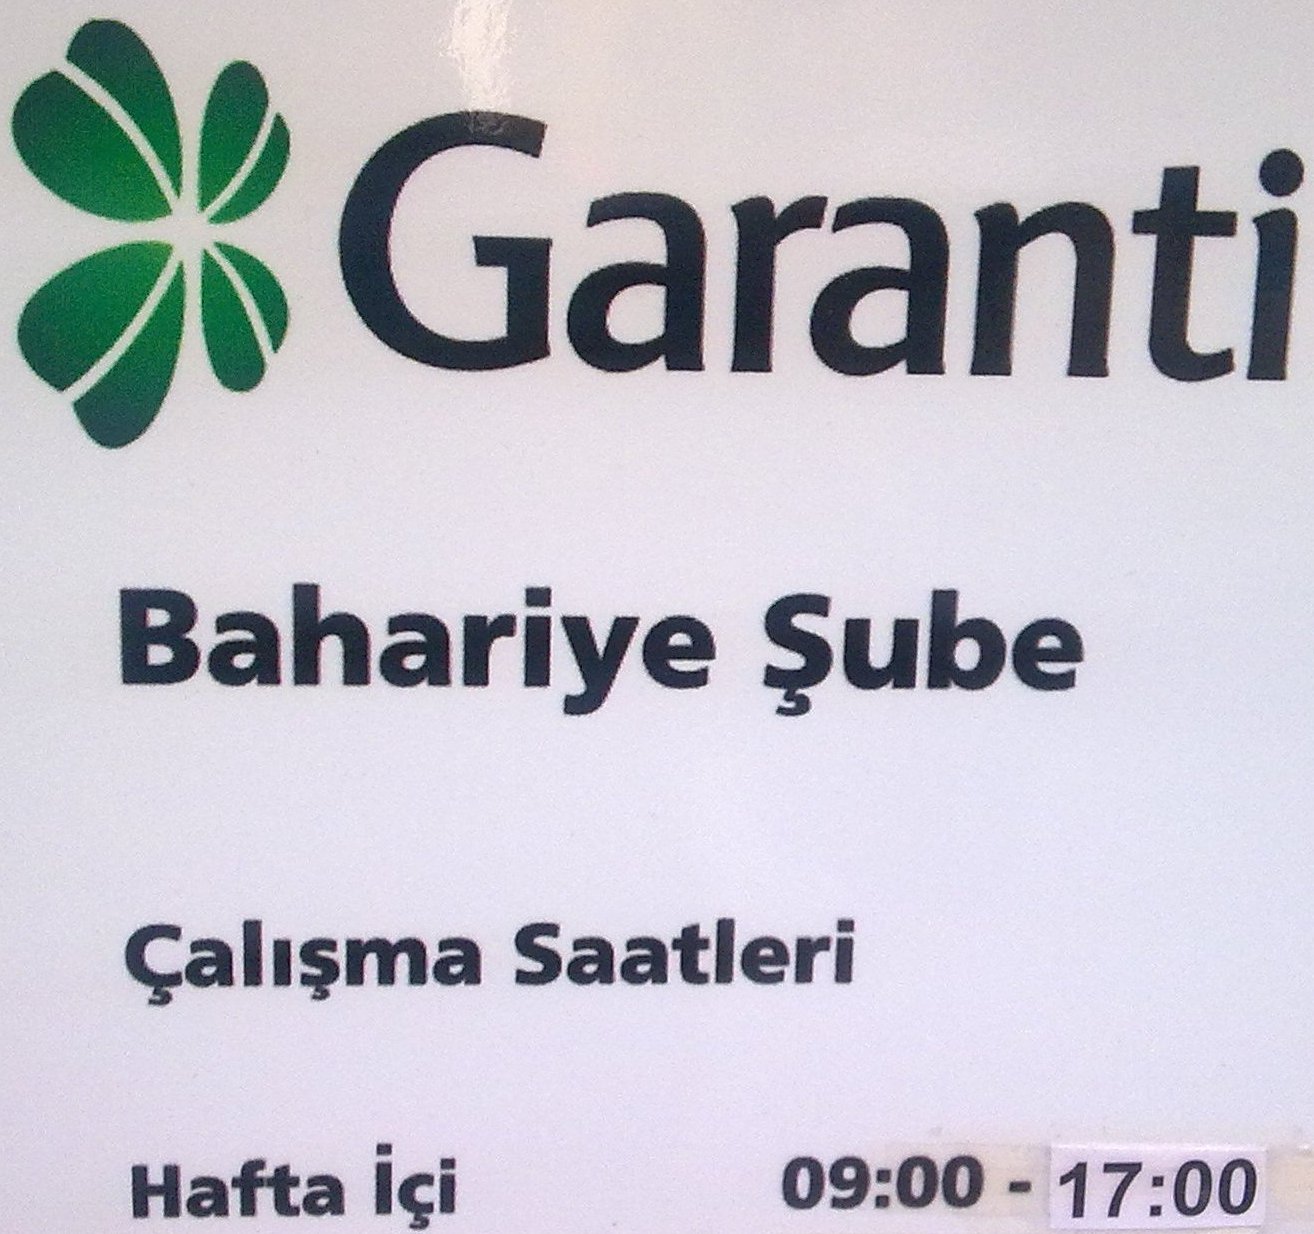 Garanti
Bahariye Şube
Çalışma Saatleri
Hafta İçi 09:00 - 17:00